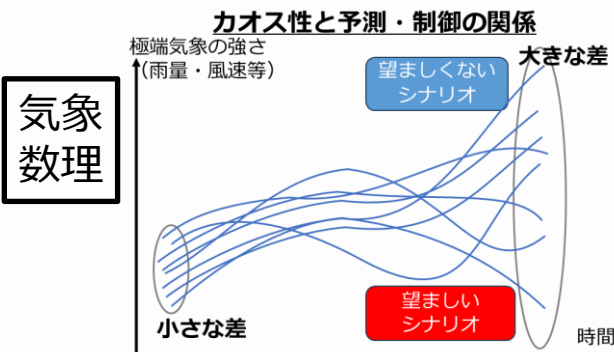 カオス性と予測・制御の関係
極端気象の強さ
（雨量・風速等）
気象
数理
望ましくない
シナリオ
大きな差
望ましい
シナリオ
小さな差
時間